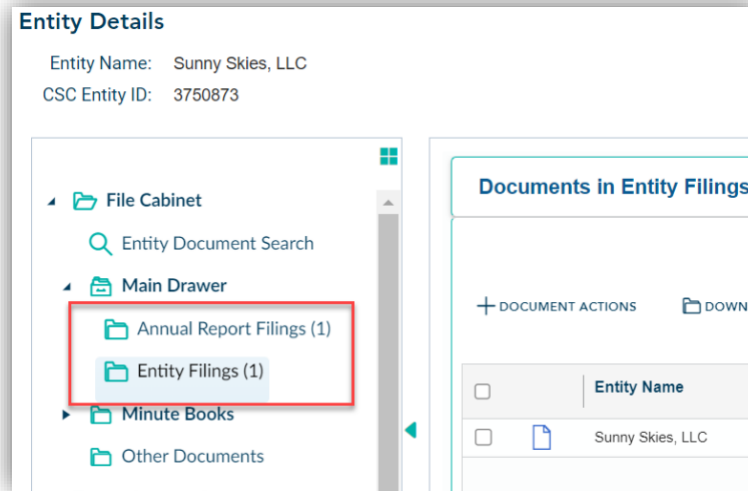 Entity Details
Entity Name: Sunny Skies, LLC
CSC Entity ID: 3750873
File Cabinet
Entity Document Search
Main Drawer
Annual Report Filings (1)
Entity Filings (1)
Minute Books
Other Documents
Documents in Entity Filings
DOCUMENT ACTIONS DOWN
Entity Name
Sunny Skies, LLC